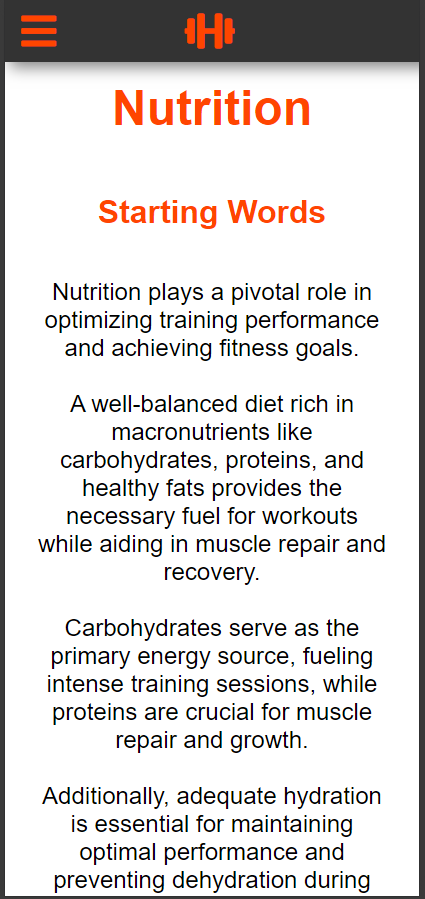 Nutrition
Starting Words
Nutrition plays a pivotal role in
optimizing training performance
and achieving fitness goals.
A well-balanced diet rich in
macronutrients like
carbohydrates, proteins, and
healthy fats provides the
necessary fuel for workouts
while aiding in muscle repair and
recovery.
Carbohydrates serve as the
primary energy source, fueling
intense training sessions, while
proteins are crucial for muscle
repair and growth.
Additionally, adequate hydration
is essential for maintaining
optimal performance and
preventing dehydration during